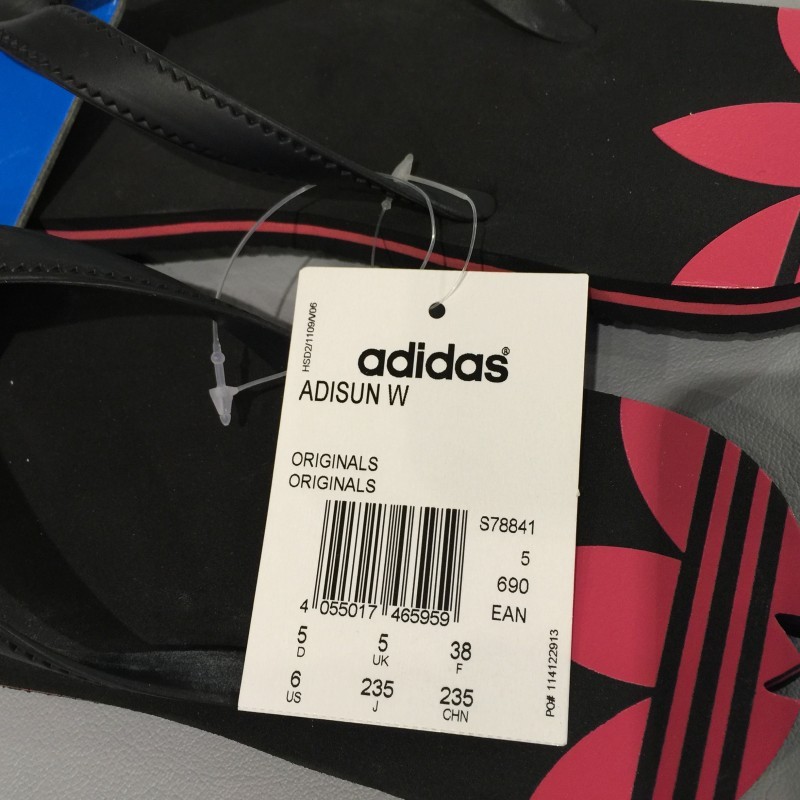 HSD2/1109/V06
adidas®
ADISUN W
ORIGINALS
ORIGINALS
S78841
5
690
EAN
4 055017 465959
5 5 38
D UK F
6 235 235
US J CHN
PO# 114122913